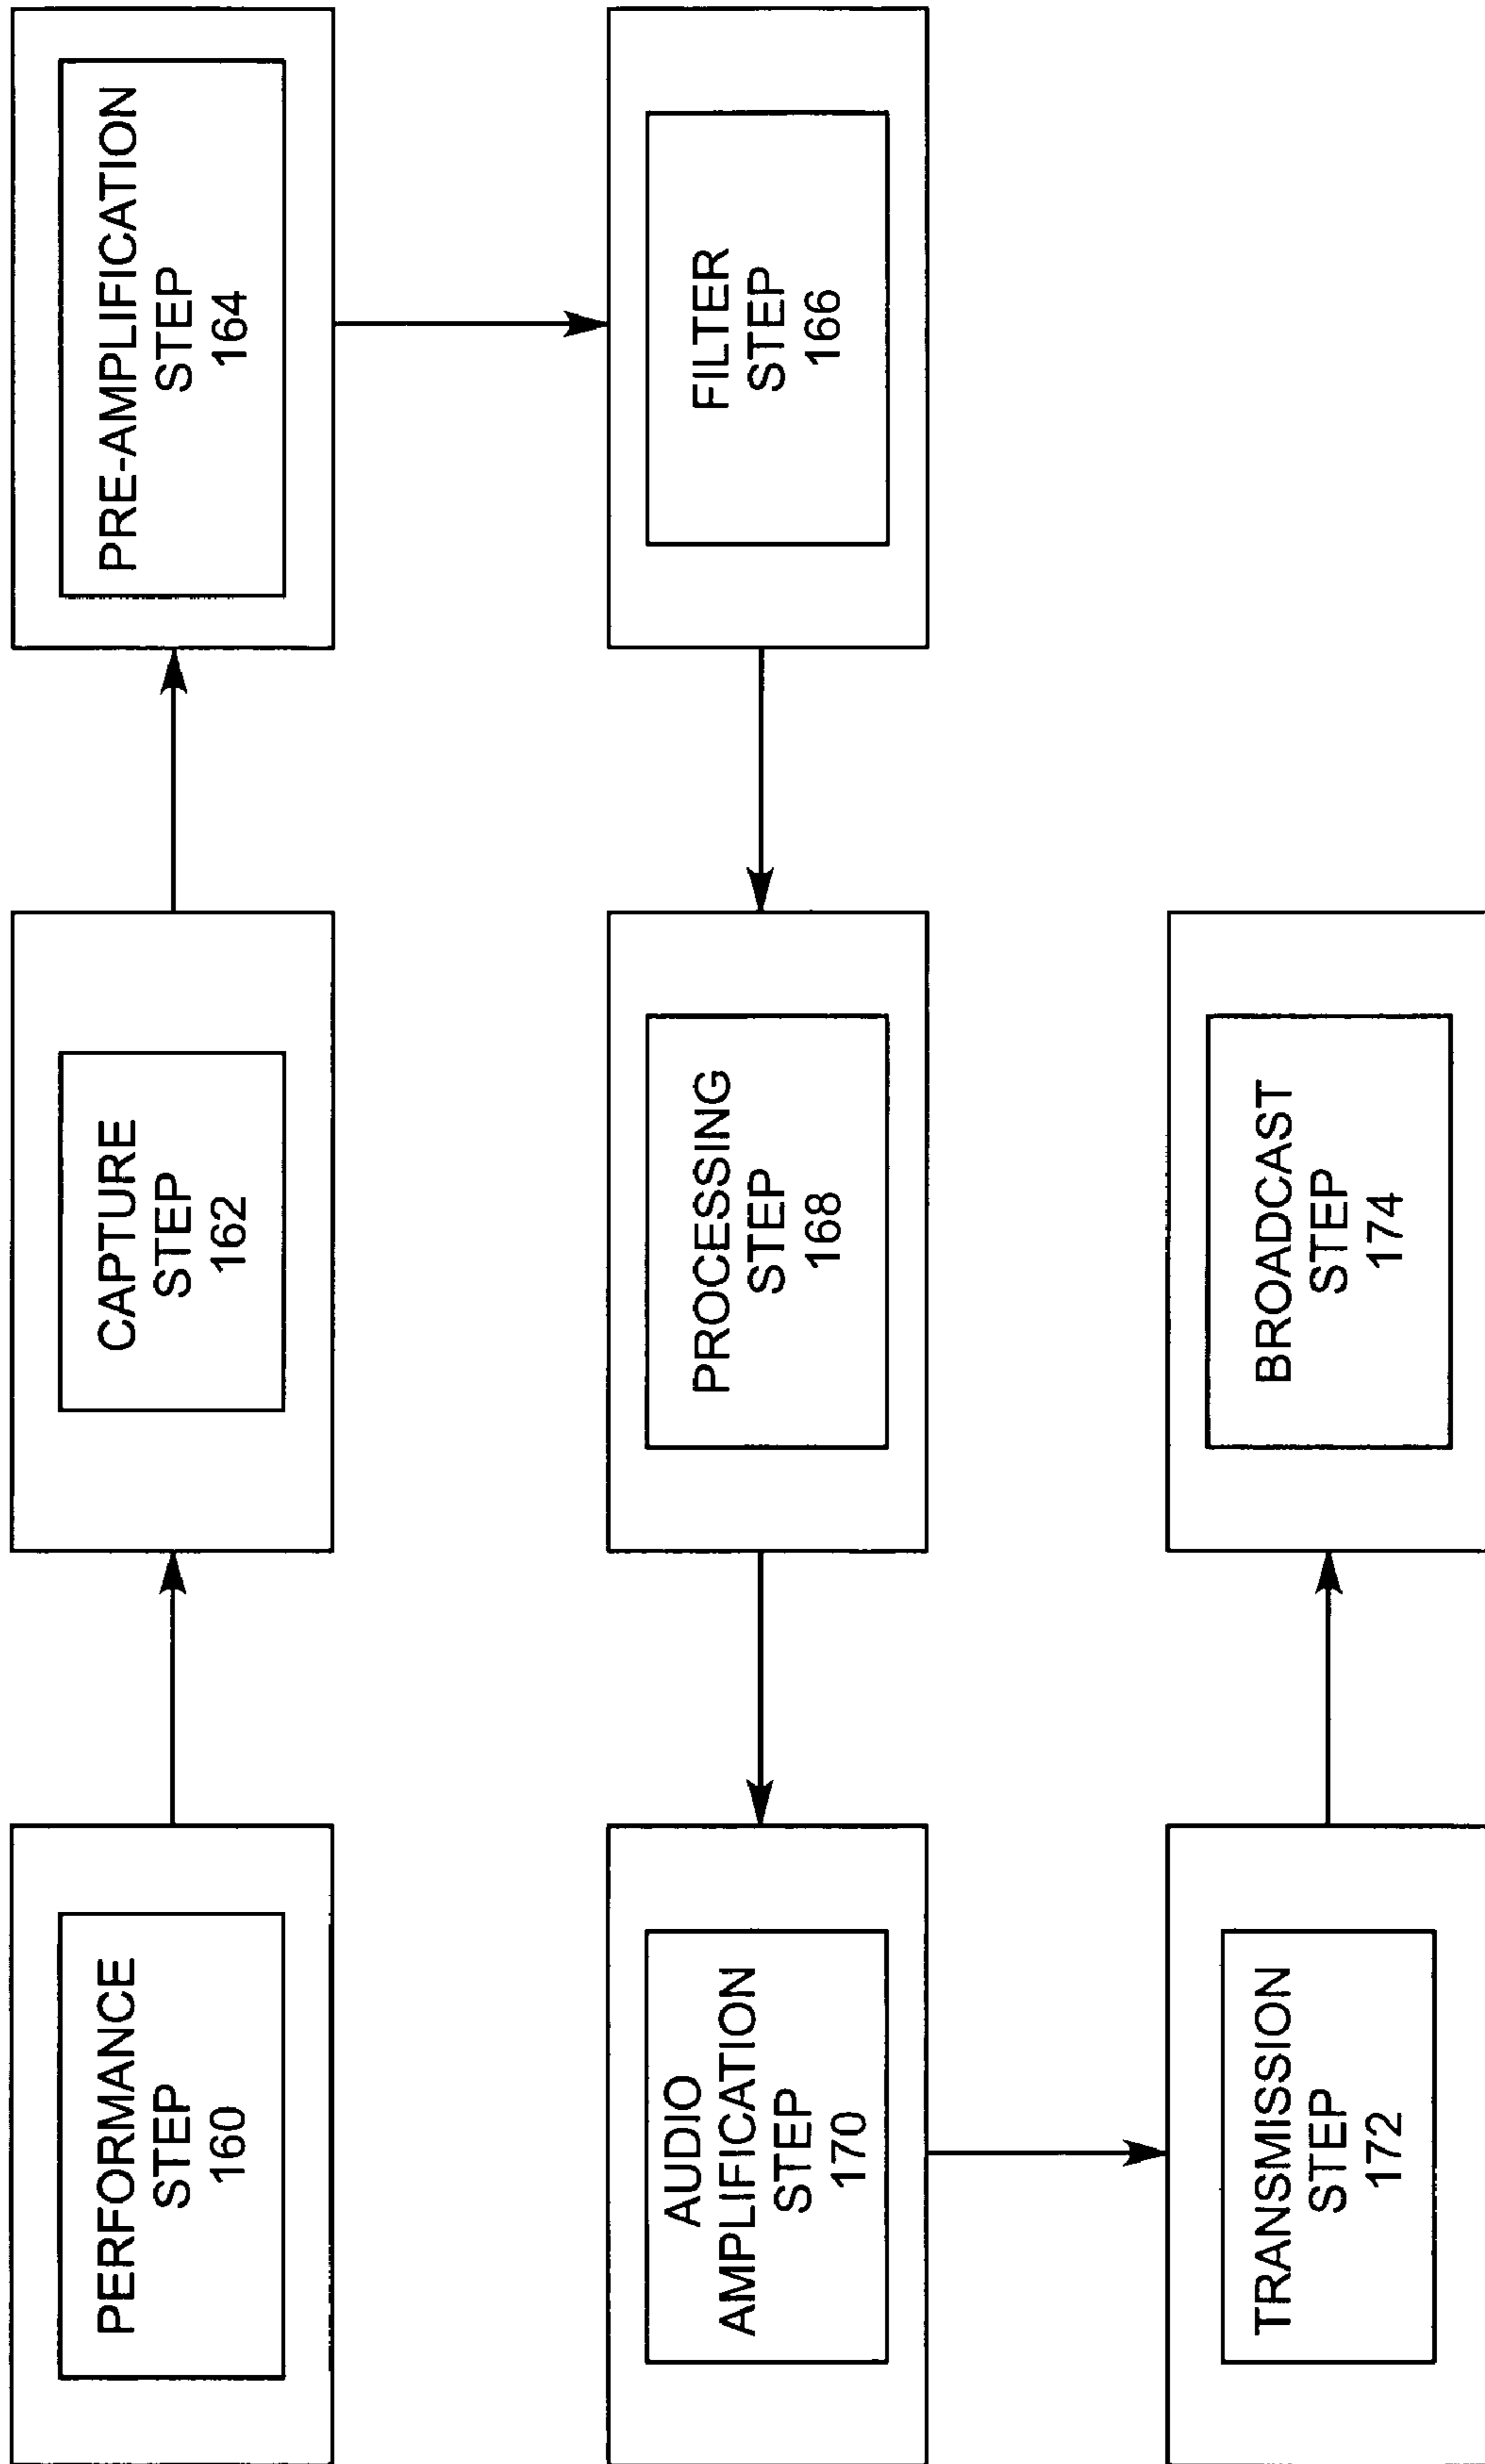 PERFORMANCE
STEP
160
CAPTURE
STEP
162
PRE-AMPLIFICATION
STEP
164
FILTER
STEP
166
PROCESSING
STEP
168
AUDIO
AMPLIFICATION
STEP
170
TRANSMISSION
STEP
172
BROADCAST
STEP
174